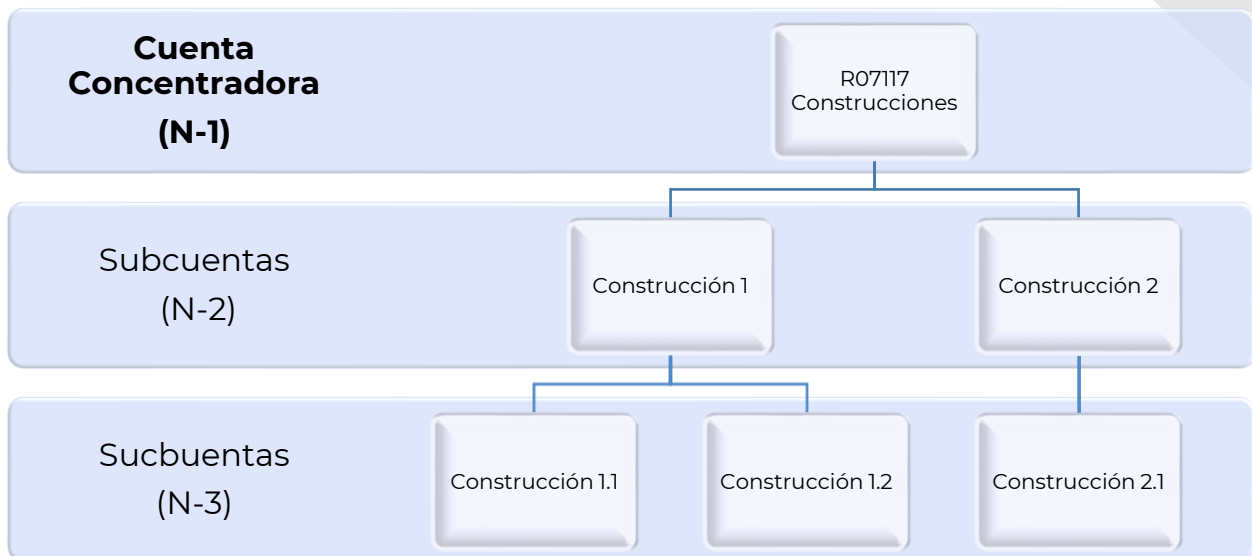 Cuenta
Concentradora
(N-1)
R07117
Construcciones
Subcuentas
(N-2)
Construcción 1
Construcción 2
Sucbuentas
(N-3)
Construcción 1.1
Construcción 1.2
Construcción 2.1